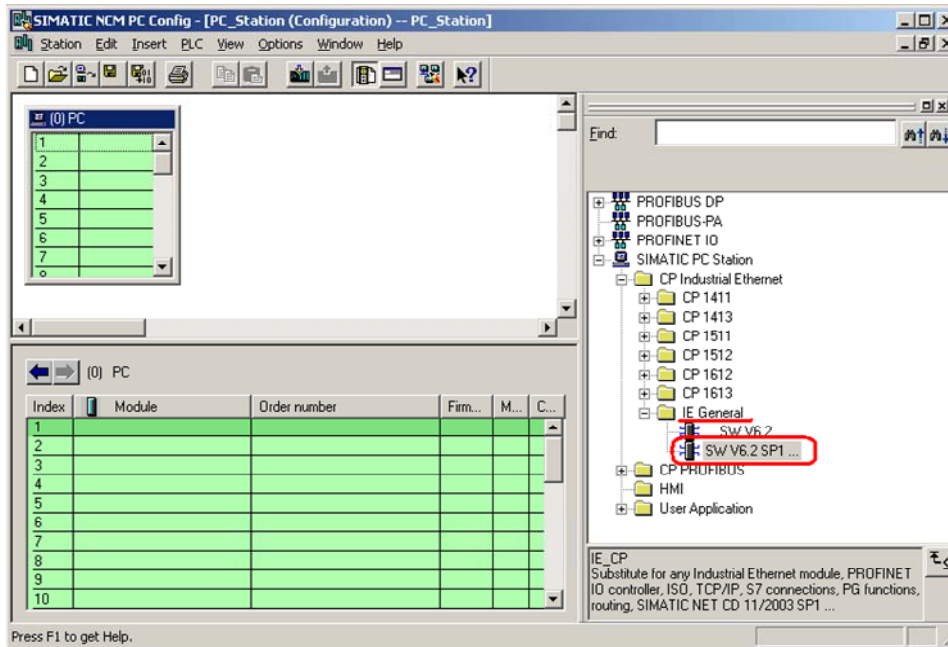 SIMATIC NCM PC Config - [PC_Station (Configuration) -- PC_Station]
Station Edit Insert PLC View Options Window Help
(0) PC
1
2
3
4
5
6
7
Find:
PROFIBUS DP
PROFIBUS-PA
PROFINET IO
SIMATIC PC Station
CP Industrial Ethernet
CP 1411
CP 1413
CP 1511
CP 1512
CP 1612
CP 1613
IE General
SW V6.2
SW V6.2 SP1 ...
CP PROFIBUS
HMI
User Application
(0) PC
Index Module Order number Firm... M... C...
1
2
3
4
5
6
7
8
9
10
IE_CP
Substitute for any Industrial Ethernet module, PROFINET
IO controller, ISO, TCP/IP, S7 connections, PG functions,
routing, SIMATIC NET CD 11/2003 SP1 ...
Press F1 to get Help.